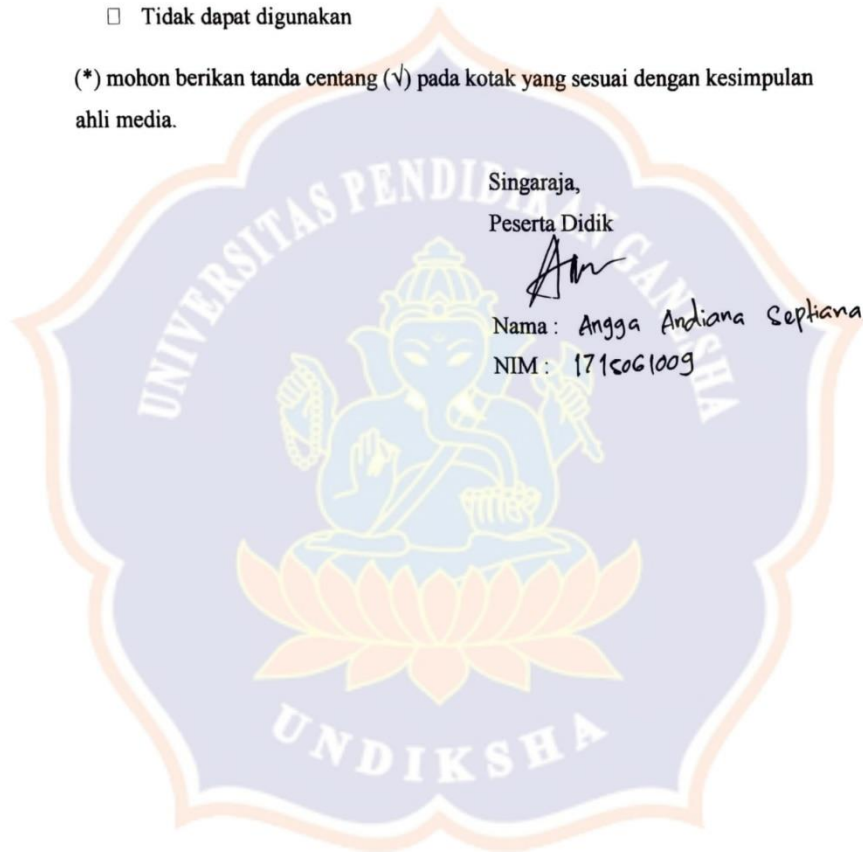 ☐ Tidak dapat digunakan
(*) mohon berikan tanda centang (√) pada kotak yang sesuai dengan kesimpulan
ahli media.
Singaraja,
Peserta Didik
Nama : Angga Andiana Septiana
NIM : 1715061009
UNIVERSITAS PENDIDIKAN GANESHA
UNDIKSHA